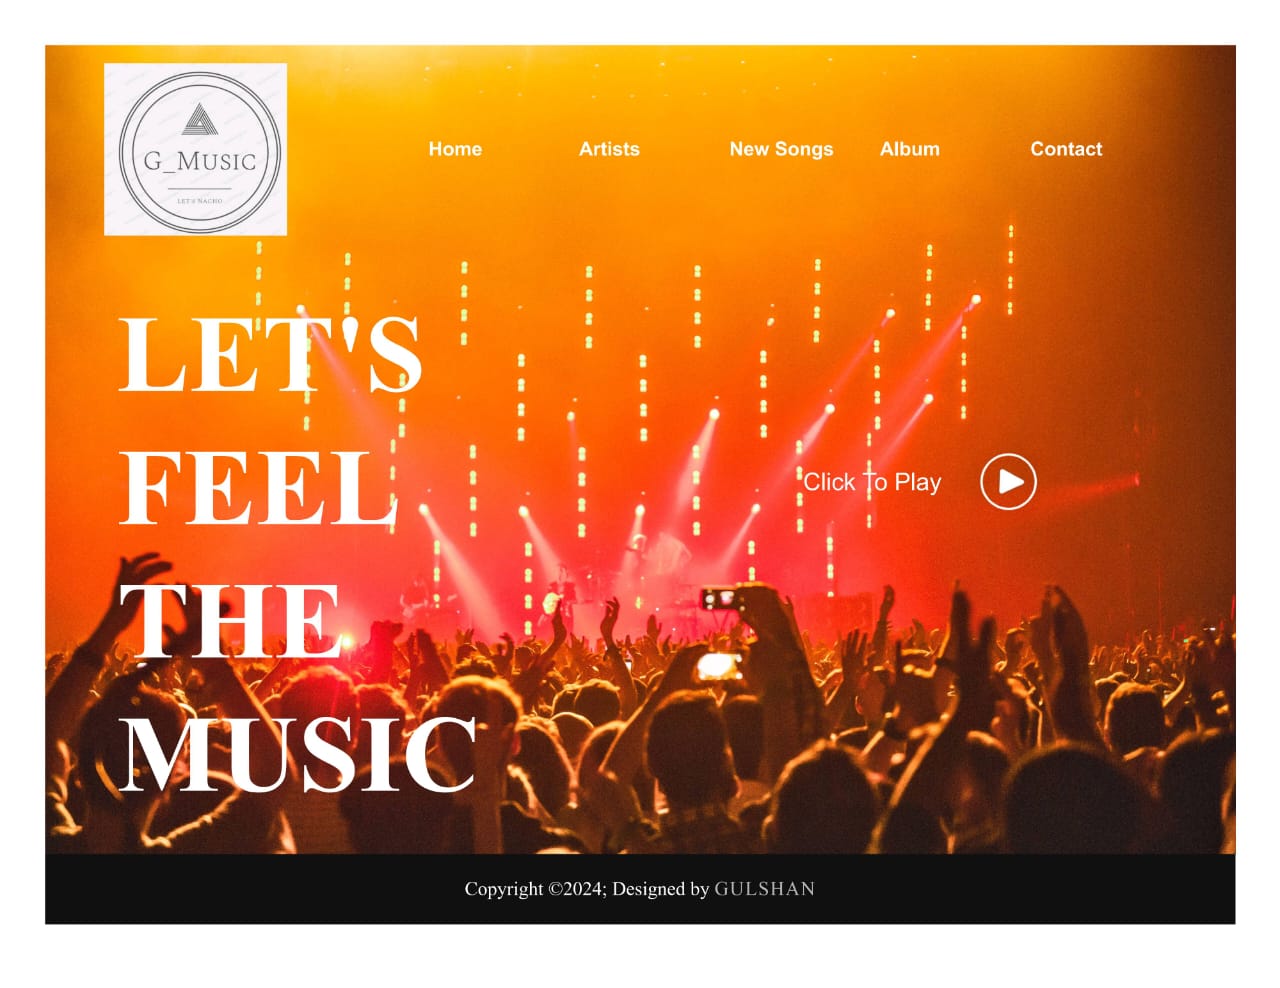 G_MUSIC
LET'S NACHO
Home Artists New Songs Album Contact
LET'S
FEEL
THE
MUSIC
Click To Play
Copyright ©2024; Designed by GULSHAN